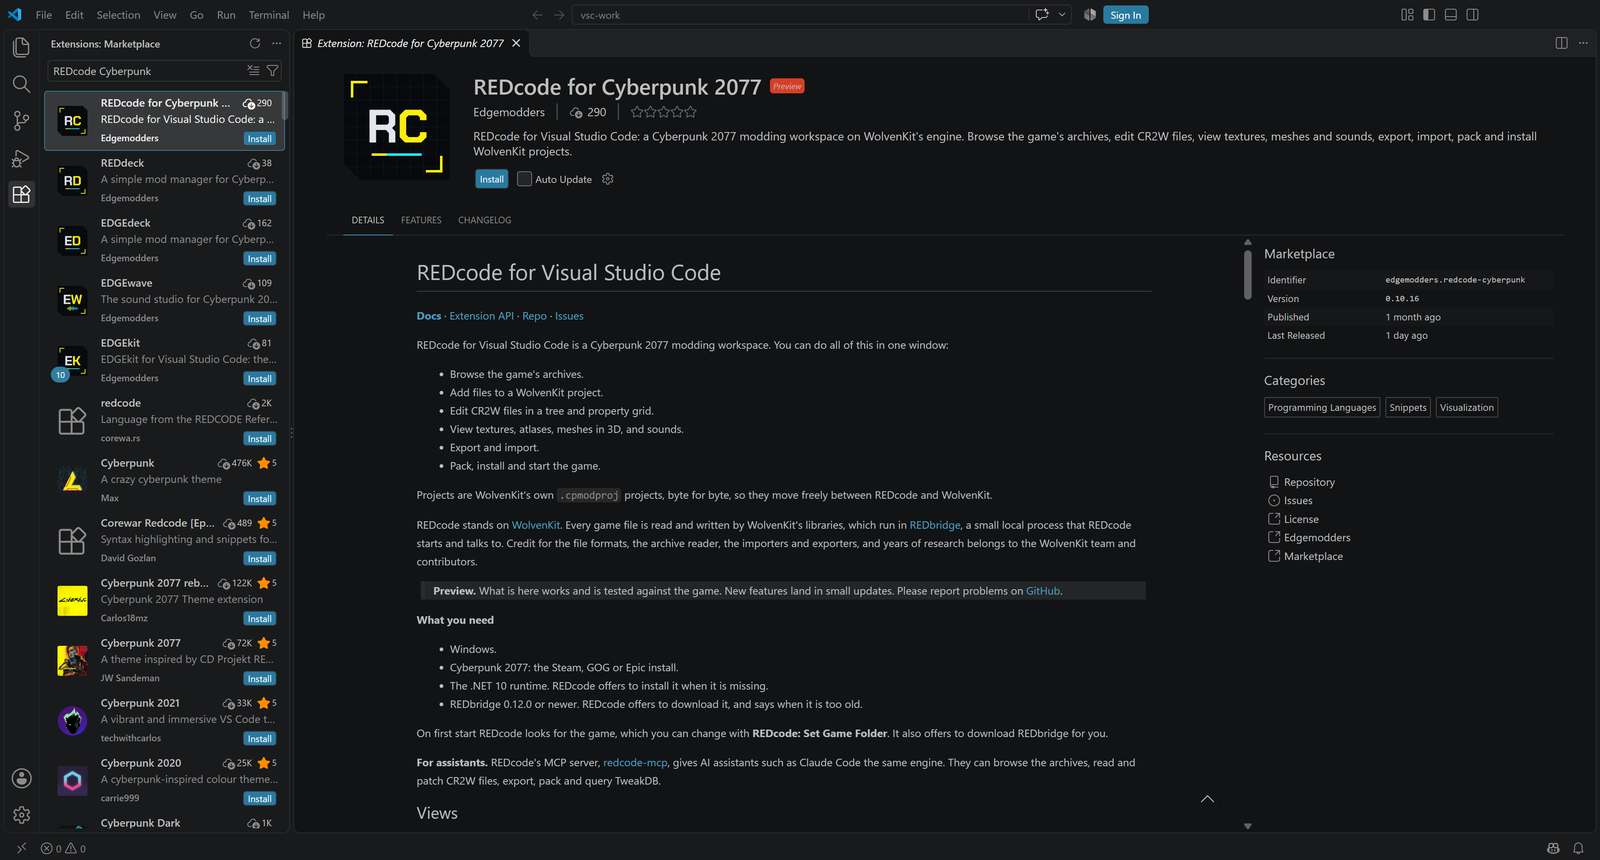 File Edit Selection View Go Run Terminal Help
vsc-work
Sign In
Extensions: Marketplace
REDcode Cyberpunk
REDcode for Cyberpunk ... 290
REDcode for Visual Studio Code: a ...
Edgemodders Install
REDdeck 38
A simple mod manager for Cyberp...
Edgemodders Install
EDGEdeck 162
A simple mod manager for Cyberp...
Edgemodders Install
EDGEwave 109
The sound studio for Cyberpunk 20...
Edgemodders Install
EDGEkit 81
EDGEkit for Visual Studio Code: the...
Edgemodders Install
10
redcode 2K
Language from the REDCODE Refer...
corewa.rs Install
Cyberpunk 476K 5
A crazy cyberpunk theme
Max Install
Corewar Redcode [Ep... 489 5
Syntax highlighting and snippets fo...
David Gozlan Install
Cyberpunk 2077 reb... 122K 5
Cyberpunk 2077 Theme extension
Carlos18mz Install
Cyberpunk 2077 72K 5
A theme inspired by CD Projekt RE...
JW Sandeman Install
Cyberpunk 2021 33K 5
A vibrant and immersive VS Code t...
techwithcarlos Install
Cyberpunk 2020 25K 5
A cyberpunk-inspired colour theme...
carrie999 Install
Cyberpunk Dark 1K
RC
RD
ED
EW
EK
Extension: REDcode for Cyberpunk 2077
RC
REDcode for Cyberpunk 2077 Preview
Edgemodders 290
REDcode for Visual Studio Code: a Cyberpunk 2077 modding workspace on WolvenKit's engine. Browse the game's archives, edit CR2W files, view textures, meshes and sounds, export, import, pack and install
WolvenKit projects.
Install Auto Update
DETAILS FEATURES CHANGELOG
REDcode for Visual Studio Code
Docs · Extension API · Repo · Issues
REDcode for Visual Studio Code is a Cyberpunk 2077 modding workspace. You can do all of this in one window:
• Browse the game's archives.
• Add files to a WolvenKit project.
• Edit CR2W files in a tree and property grid.
• View textures, atlases, meshes in 3D, and sounds.
• Export and import.
• Pack, install and start the game.
Projects are WolvenKit's own .cpmodproj projects, byte for byte, so they move freely between REDcode and WolvenKit.
REDcode stands on WolvenKit. Every game file is read and written by WolvenKit's libraries, which run in REDbridge, a small local process that REDcode
starts and talks to. Credit for the file formats, the archive reader, the importers and exporters, and years of research belongs to the WolvenKit team and
contributors.
Preview. What is here works and is tested against the game. New features land in small updates. Please report problems on GitHub.
What you need
• Windows.
• Cyberpunk 2077: the Steam, GOG or Epic install.
• The .NET 10 runtime. REDcode offers to install it when it is missing.
• REDbridge 0.12.0 or newer. REDcode offers to download it, and says when it is too old.
On first start REDcode looks for the game, which you can change with REDcode: Set Game Folder. It also offers to download REDbridge for you.
For assistants. REDcode's MCP server, redcode-mcp, gives AI assistants such as Claude Code the same engine. They can browse the archives, read and
patch CR2W files, export, pack and query TweakDB.
Views
Marketplace
Identifier edgemodders.redcode-cyberpunk
Version 0.10.16
Published 1 month ago
Last Released 1 day ago
Categories
Programming Languages Snippets Visualization
Resources
Repository
Issues
License
Edgemodders
Marketplace
0 0